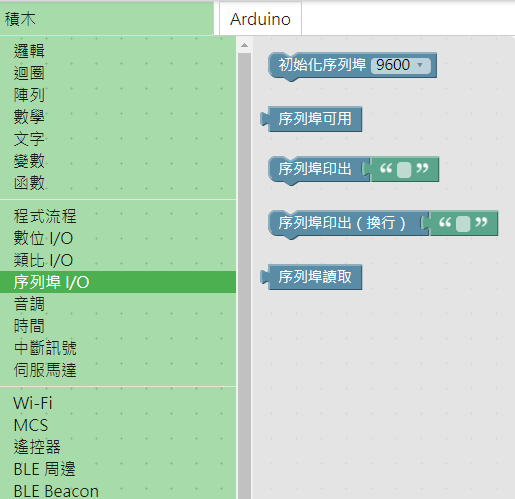 積木
Arduino
邏輯
迴圈
陣列
數學
文字
變數
函數
程式流程
數位 I/O
類比 I/O
序列埠 I/O
音調
時間
中斷訊號
伺服馬達
Wi-Fi
MCS
遙控器
BLE 周邊
BLE Beacon
初始化序列埠 9600
序列埠可用
序列埠印出 “ ”
序列埠印出（換行） “ ”
序列埠讀取